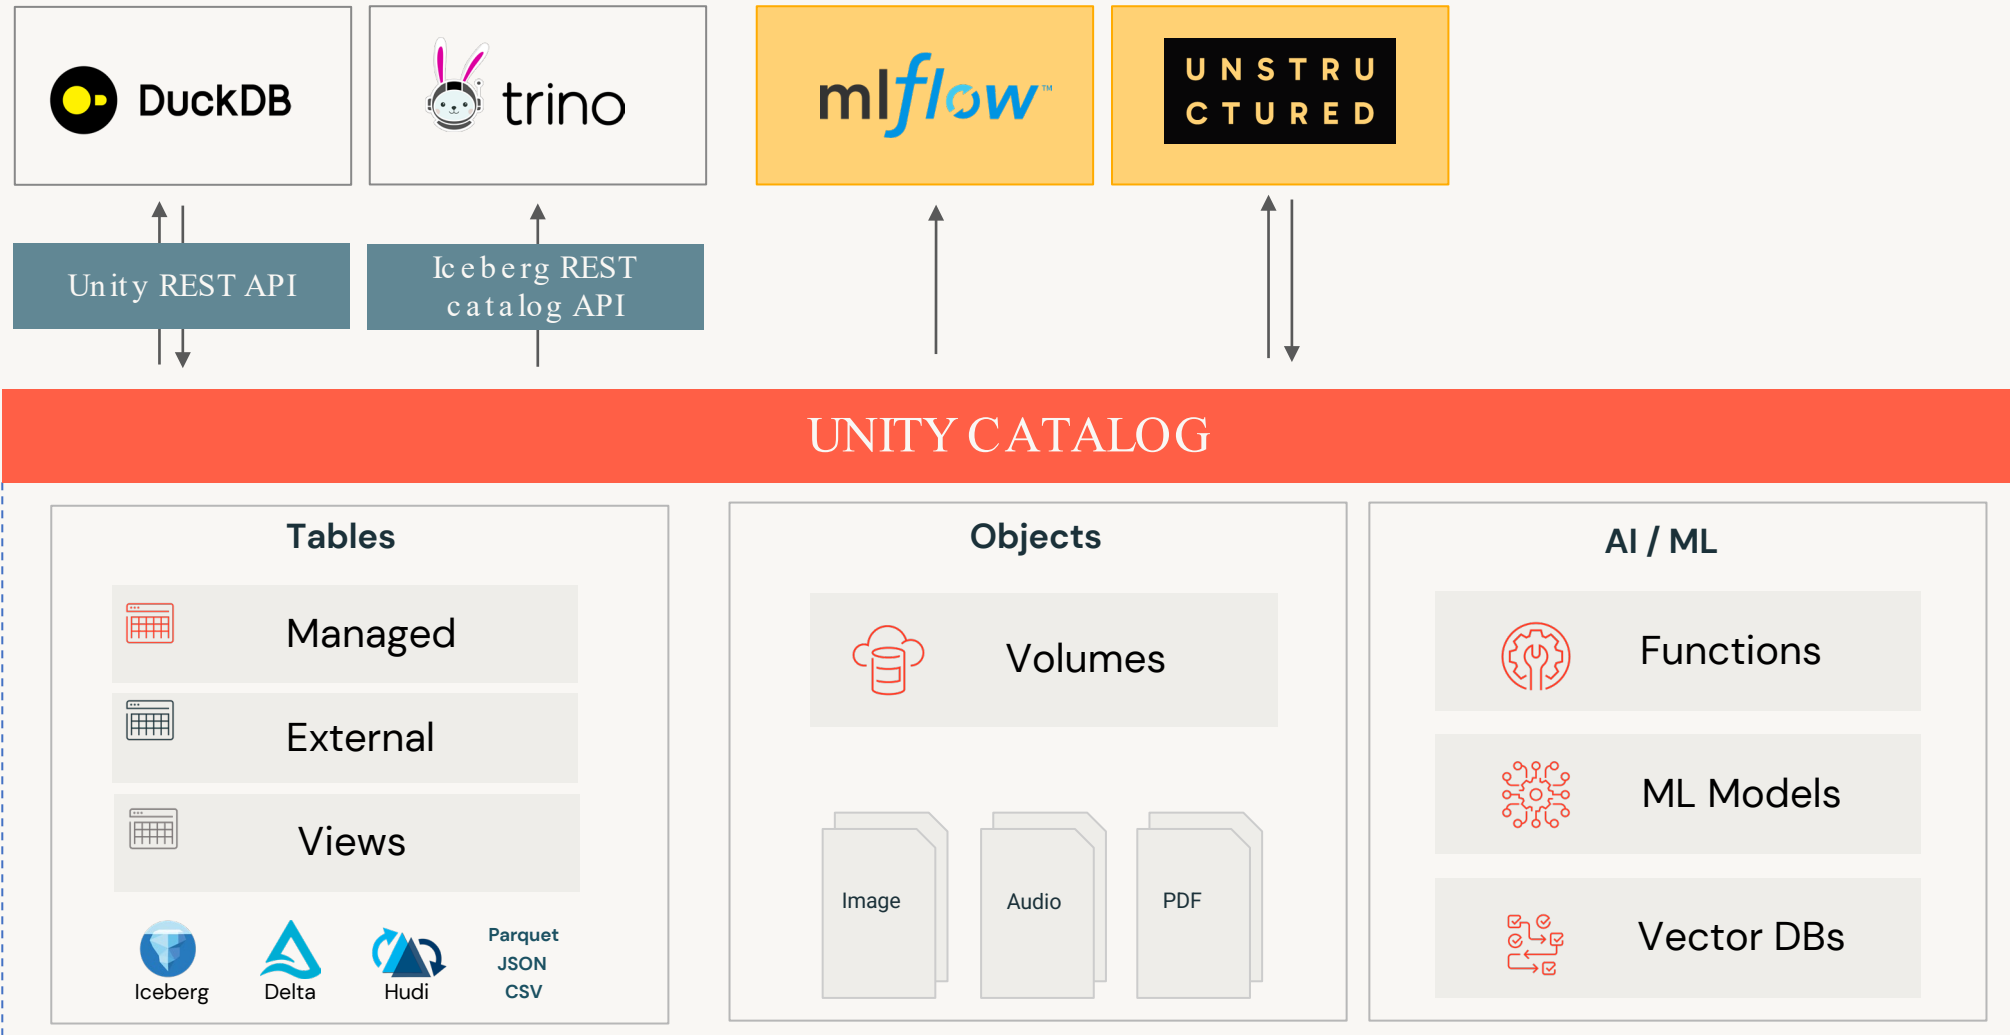 DuckDB
trino
mlflow™
UNSTRU
CTURED
Unity REST API
Iceberg REST
catalog API
UNITY CATALOG
Tables
Managed
External
Views
Iceberg
Delta
Hudi
Parquet
JSON
CSV
Objects
Volumes
Image
Audio
PDF
AI / ML
Functions
ML Models
Vector DBs